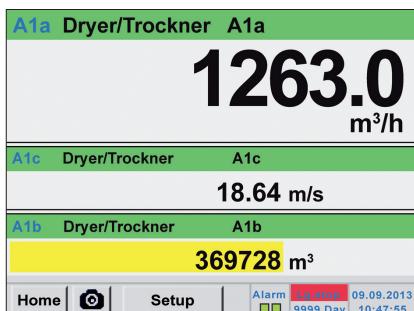 A1a Dryer/Trockner A1a
1263.0
m³/h
A1c Dryer/Trockner A1c
18.64 m/s
A1b Dryer/Trockner A1b
369728 m³
Home Setup
Alarm 09.09.2013
9999 Day 10:47:55